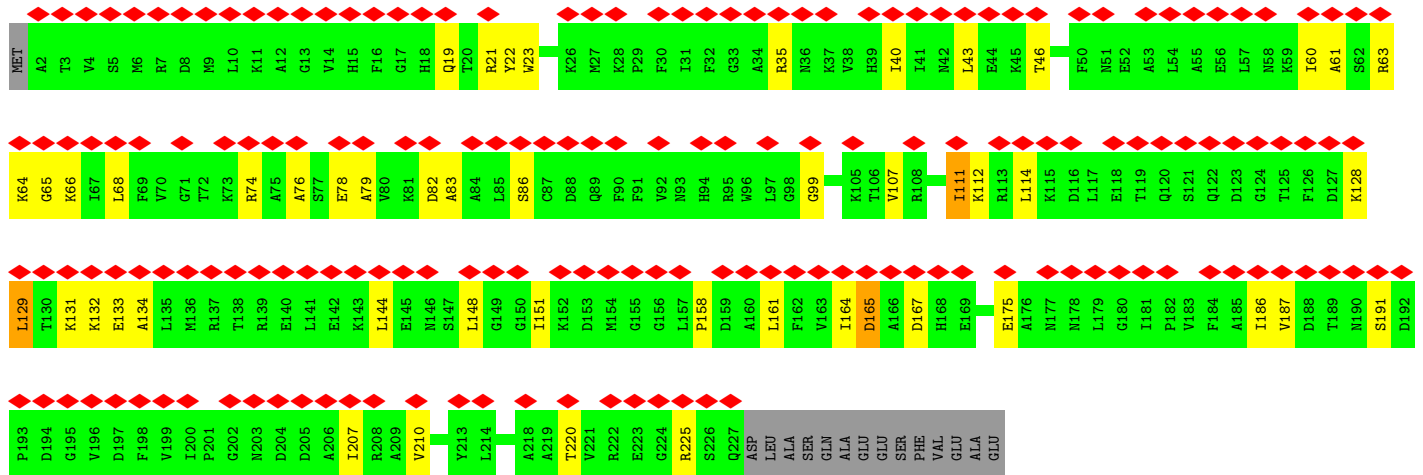 MET A2 T3 V4 S5 M6 R7 D8 M9 L10 K11 A12 G13 V14 H15 F16 G17 H18 Q19 T20 R21 Y22 W23 K26 M27 K28 P29 F30 I31 F32 G33 A34 R35 N36 K37 V38 H39 I40 I41 N42 L43 E44 K45 T46 F50 N51 E52 A53 L54 A55 E56 L57 N58 K59 I60 A61 S62 R63
K64 G65 K66 I67 L68 F69 V70 G71 T72 K73 R74 A75 A76 S77 E78 A79 V80 K81 D82 A83 A84 L85 S86 C87 D88 Q89 F90 F91 V92 N93 H94 R95 W96 L97 G98 G99 K105 T106 V107 R108 I111 K112 R113 L114 K115 D116 L117 E118 T119 Q120 S121 Q122 D123 G124 T125 F126 D127 K128
L129 T130 K131 K132 E133 A134 L135 M136 R137 T138 R139 E140 L141 E142 K143 L144 E145 N146 S147 L148 G149 G150 I151 K152 D153 M154 G155 G156 L157 P158 D159 A160 L161 F162 V163 I164 D165 A166 D167 H168 E169 E175 A176 N177 N178 L179 G180 I181 P182 V183 F184 A185 I186 V187 D188 T189 N190 S191 D192
P193 D194 G195 V196 D197 F198 V199 I200 P201 G202 N203 D204 D205 A206 I207 R208 A209 V210 Y213 L214 A218 A219 T220 V221 R222 E223 G224 R225 S226 Q227 ASP LEU ALA SER GLN ALA GLU GLU SER PHE VAL GLU ALA GLU